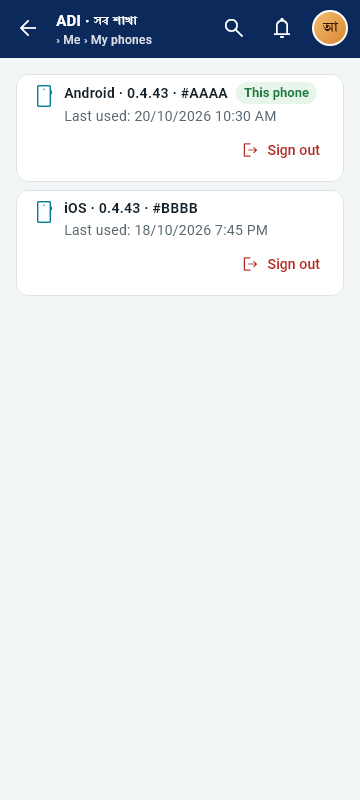 ADI · সব শাখা
› Me › My phones
আ
Android · 0.4.43 · #AAAA This phone
Last used: 20/10/2026 10:30 AM
Sign out
iOS · 0.4.43 · #BBBB
Last used: 18/10/2026 7:45 PM
Sign out